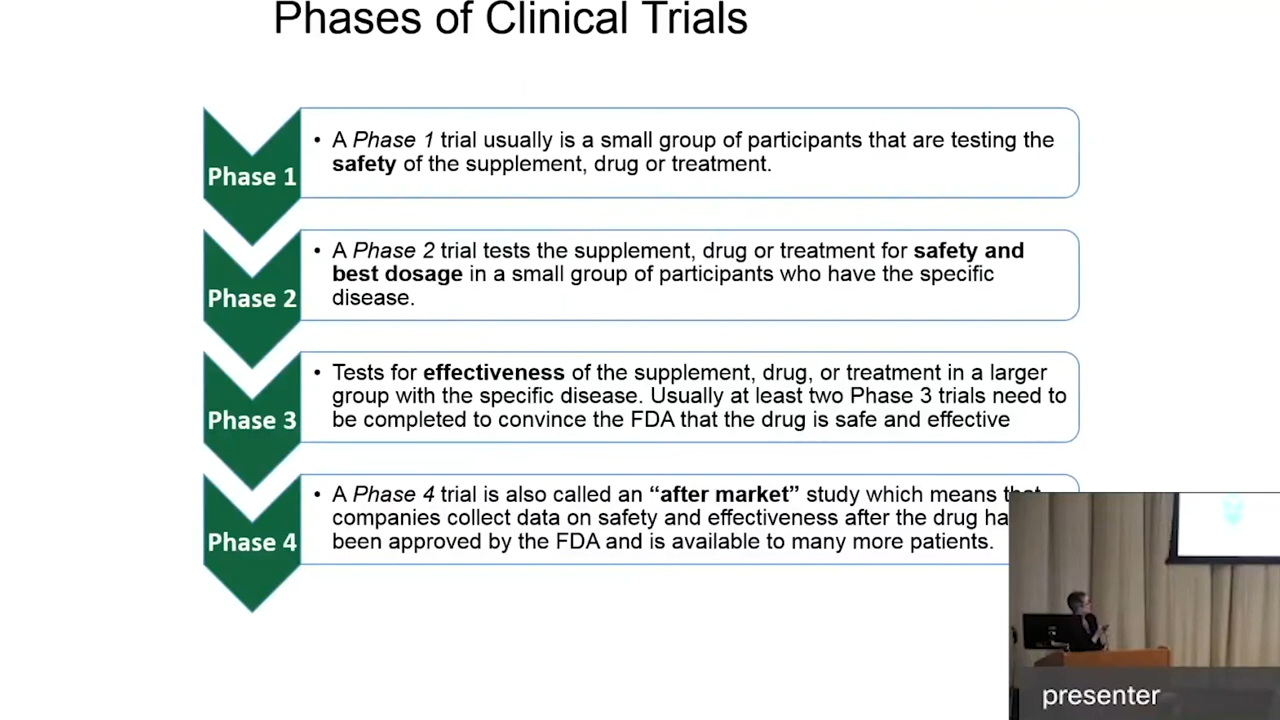 Phases of Clinical Trials
Phase 1
• A Phase 1 trial usually is a small group of participants that are testing the
safety of the supplement, drug or treatment.
Phase 2
• A Phase 2 trial tests the supplement, drug or treatment for safety and
best dosage in a small group of participants who have the specific
disease.
Phase 3
• Tests for effectiveness of the supplement, drug, or treatment in a larger
group with the specific disease. Usually at least two Phase 3 trials need to
be completed to convince the FDA that the drug is safe and effective
Phase 4
• A Phase 4 trial is also called an “after market” study which means
companies collect data on safety and effectiveness after the drug
been approved by the FDA and is available to many more patients.
presenter